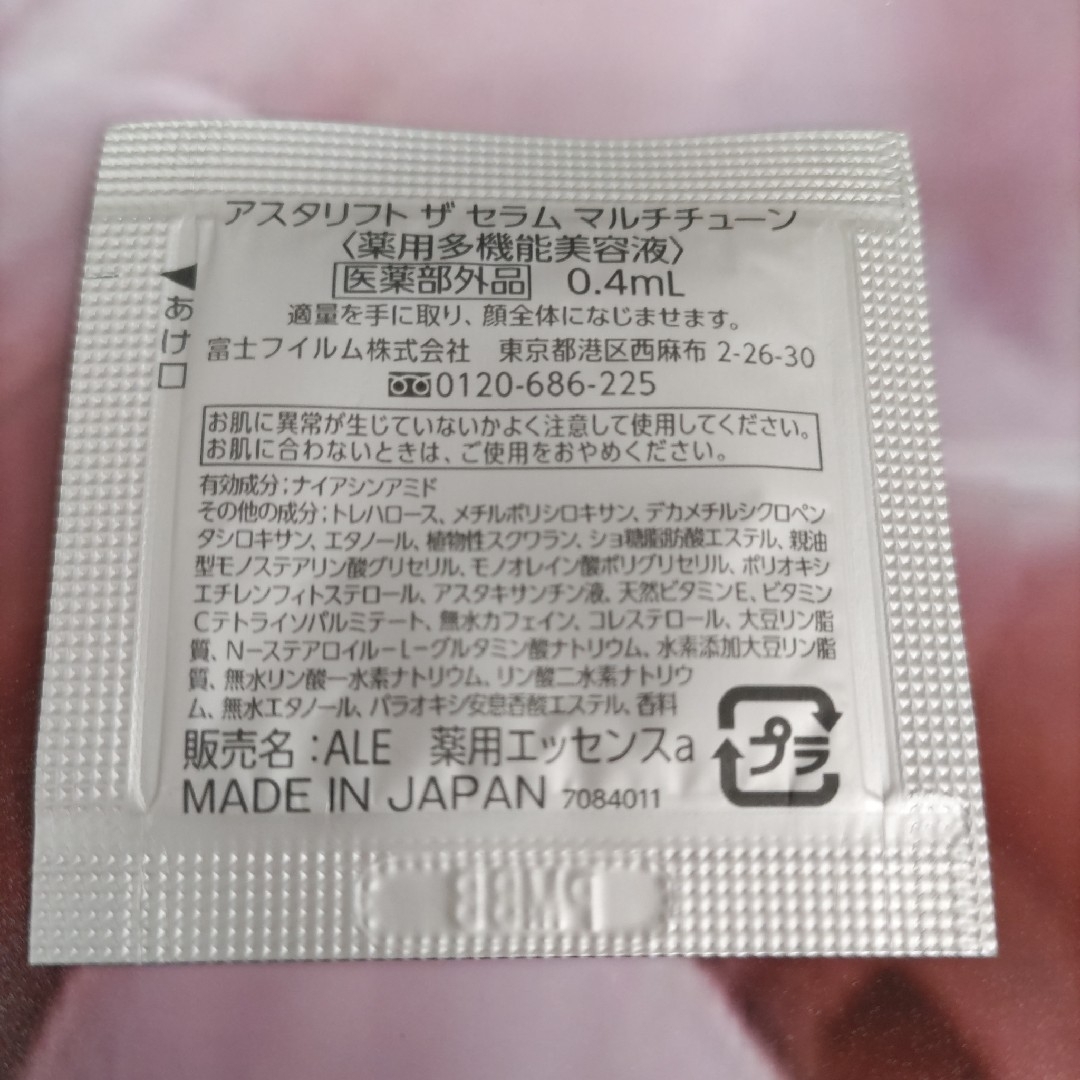 アスタリフト ザ セラム マルチチューン
〈薬用多機能美容液〉
医薬部外品 0.4mL
適量を手に取り、顔全体になじませます。
富士フイルム株式会社 東京都港区西麻布 2-26-30
0120-686-225
あけ口
お肌に異常が生じていないかよく注意して使用してください。
お肌に合わないときは、ご使用をおやめください。
有効成分:ナイアシンアミド
その他の成分:トレハロース、メチルポリシロキサン、デカメチルシクロペン
タシロキサン、エタノール、植物性スクワラン、ショ糖脂肪酸エステル、親油
型モノステアリン酸グリセリル、モノオレイン酸ポリグリセリル、ポリオキシ
エチレンフィトステロール、アスタキサンチン液、天然ビタミンE、ビタミン
Cテトライソパルミテート、無水カフェイン、コレステロール、大豆リン脂
質、N-ステアロイル-L-グルタミン酸ナトリウム、水素添加大豆リン脂
質、無水リン酸一水素ナトリウム、リン酸二水素ナトリウ
ム、無水エタノール、パラオキシ安息香酸エステル、香料
販売名:ALE 薬用エッセンスa
MADE IN JAPAN 7084011
プラ